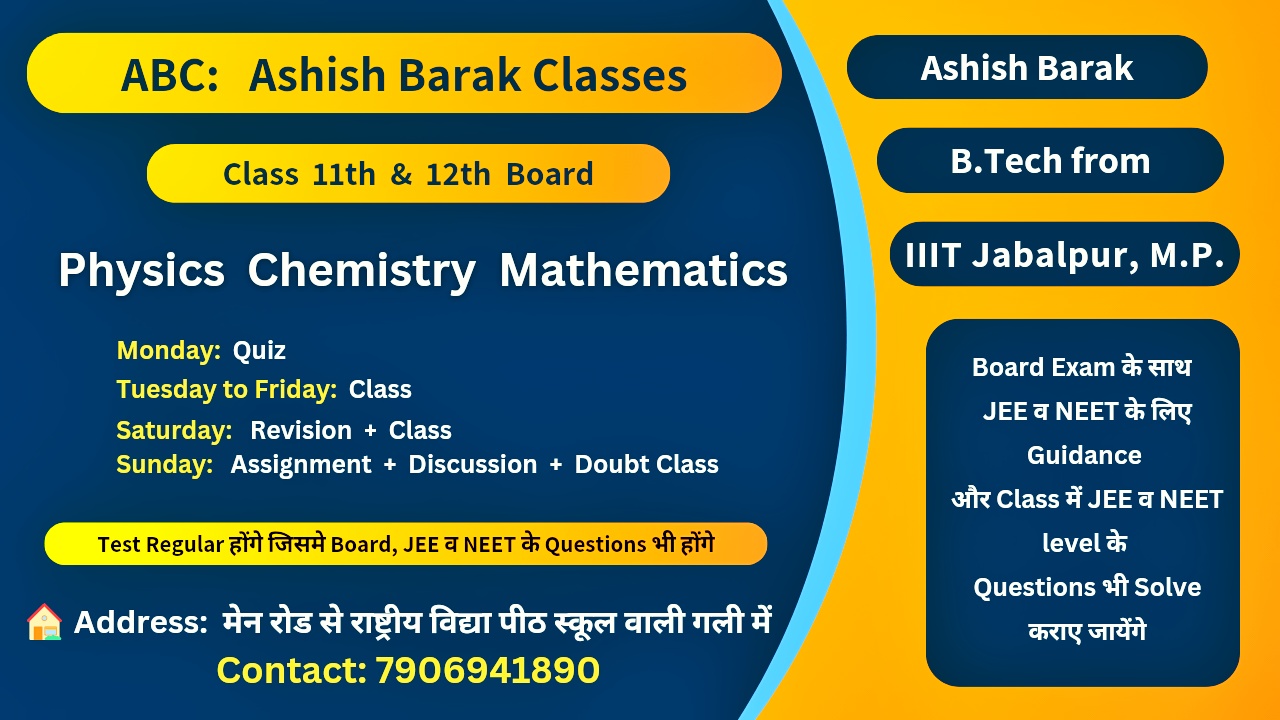 ABC: Ashish Barak Classes
Class 11th & 12th Board
Physics Chemistry Mathematics
Monday: Quiz
Tuesday to Friday: Class
Saturday: Revision + Class
Sunday: Assignment + Discussion + Doubt Class
Test Regular होंगे जिसमे Board, JEE व NEET के Questions भी होंगे
Address: मेन रोड से राष्ट्रीय विद्या पीठ स्कूल वाली गली में
Contact: 7906941890
Ashish Barak
B.Tech from
IIIT Jabalpur, M.P.
Board Exam के साथ
JEE व NEET के लिए
Guidance
और Class में JEE व NEET
level के
Questions भी Solve
कराए जायेंगे